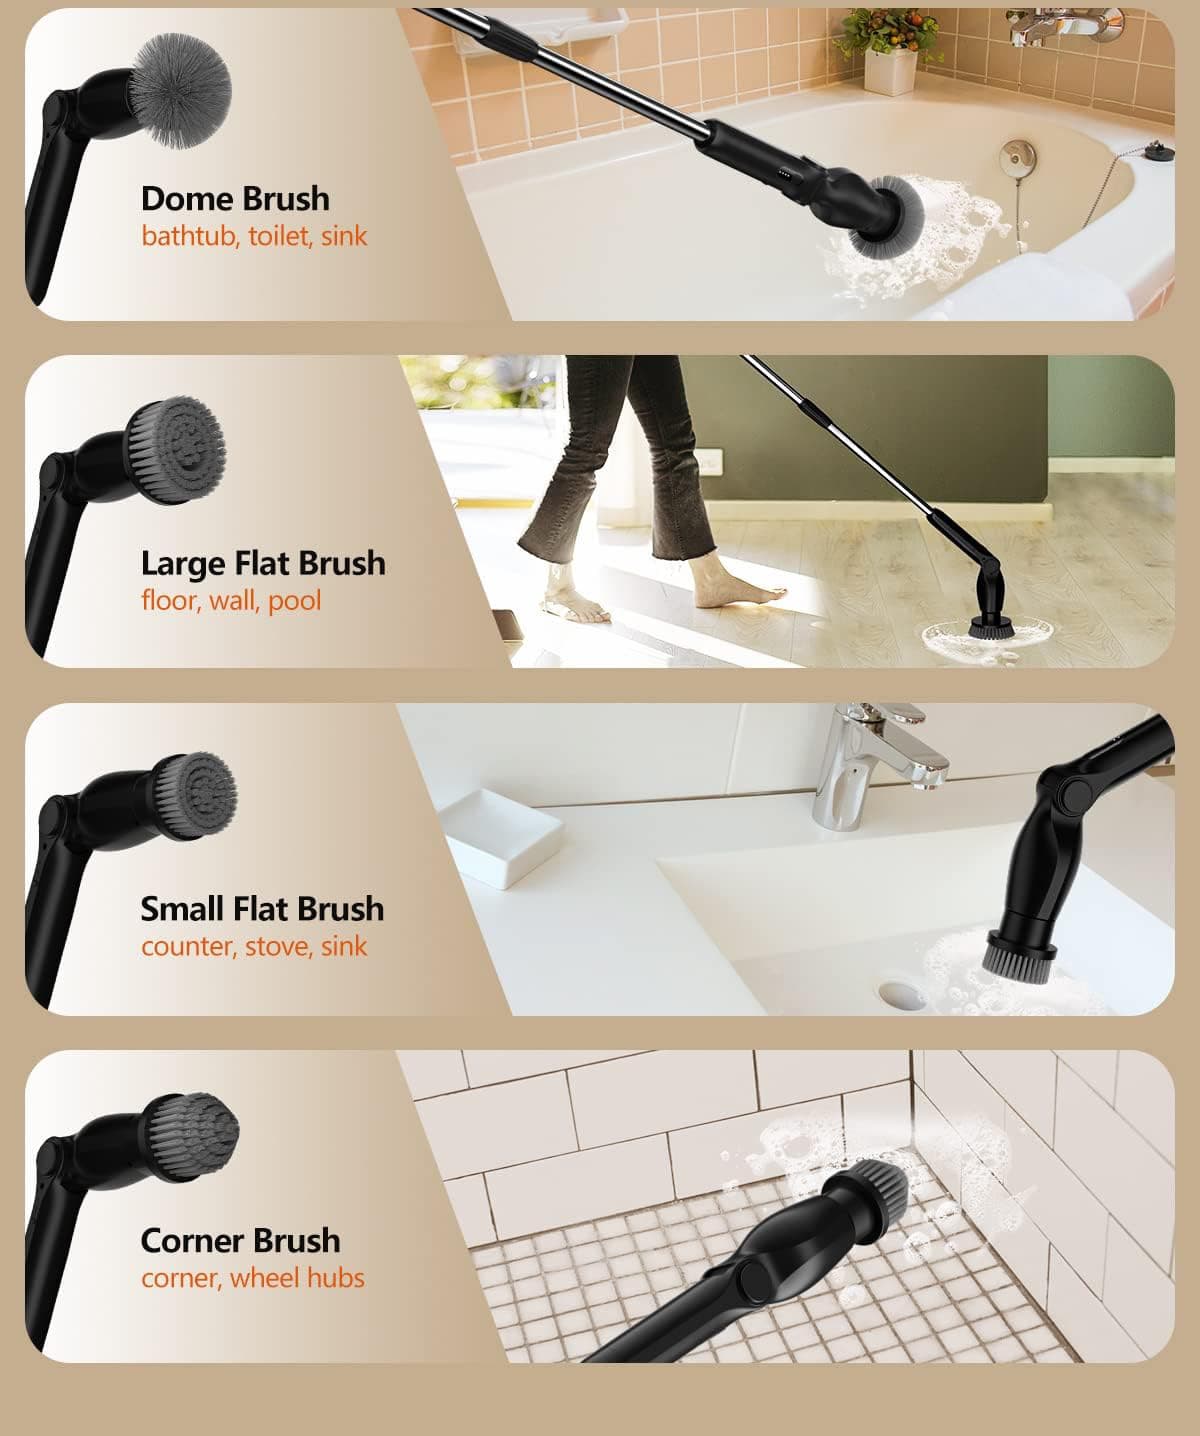 Dome Brush
bathtub, toilet, sink
Large Flat Brush
floor, wall, pool
Small Flat Brush
counter, stove, sink
Corner Brush
corner, wheel hubs